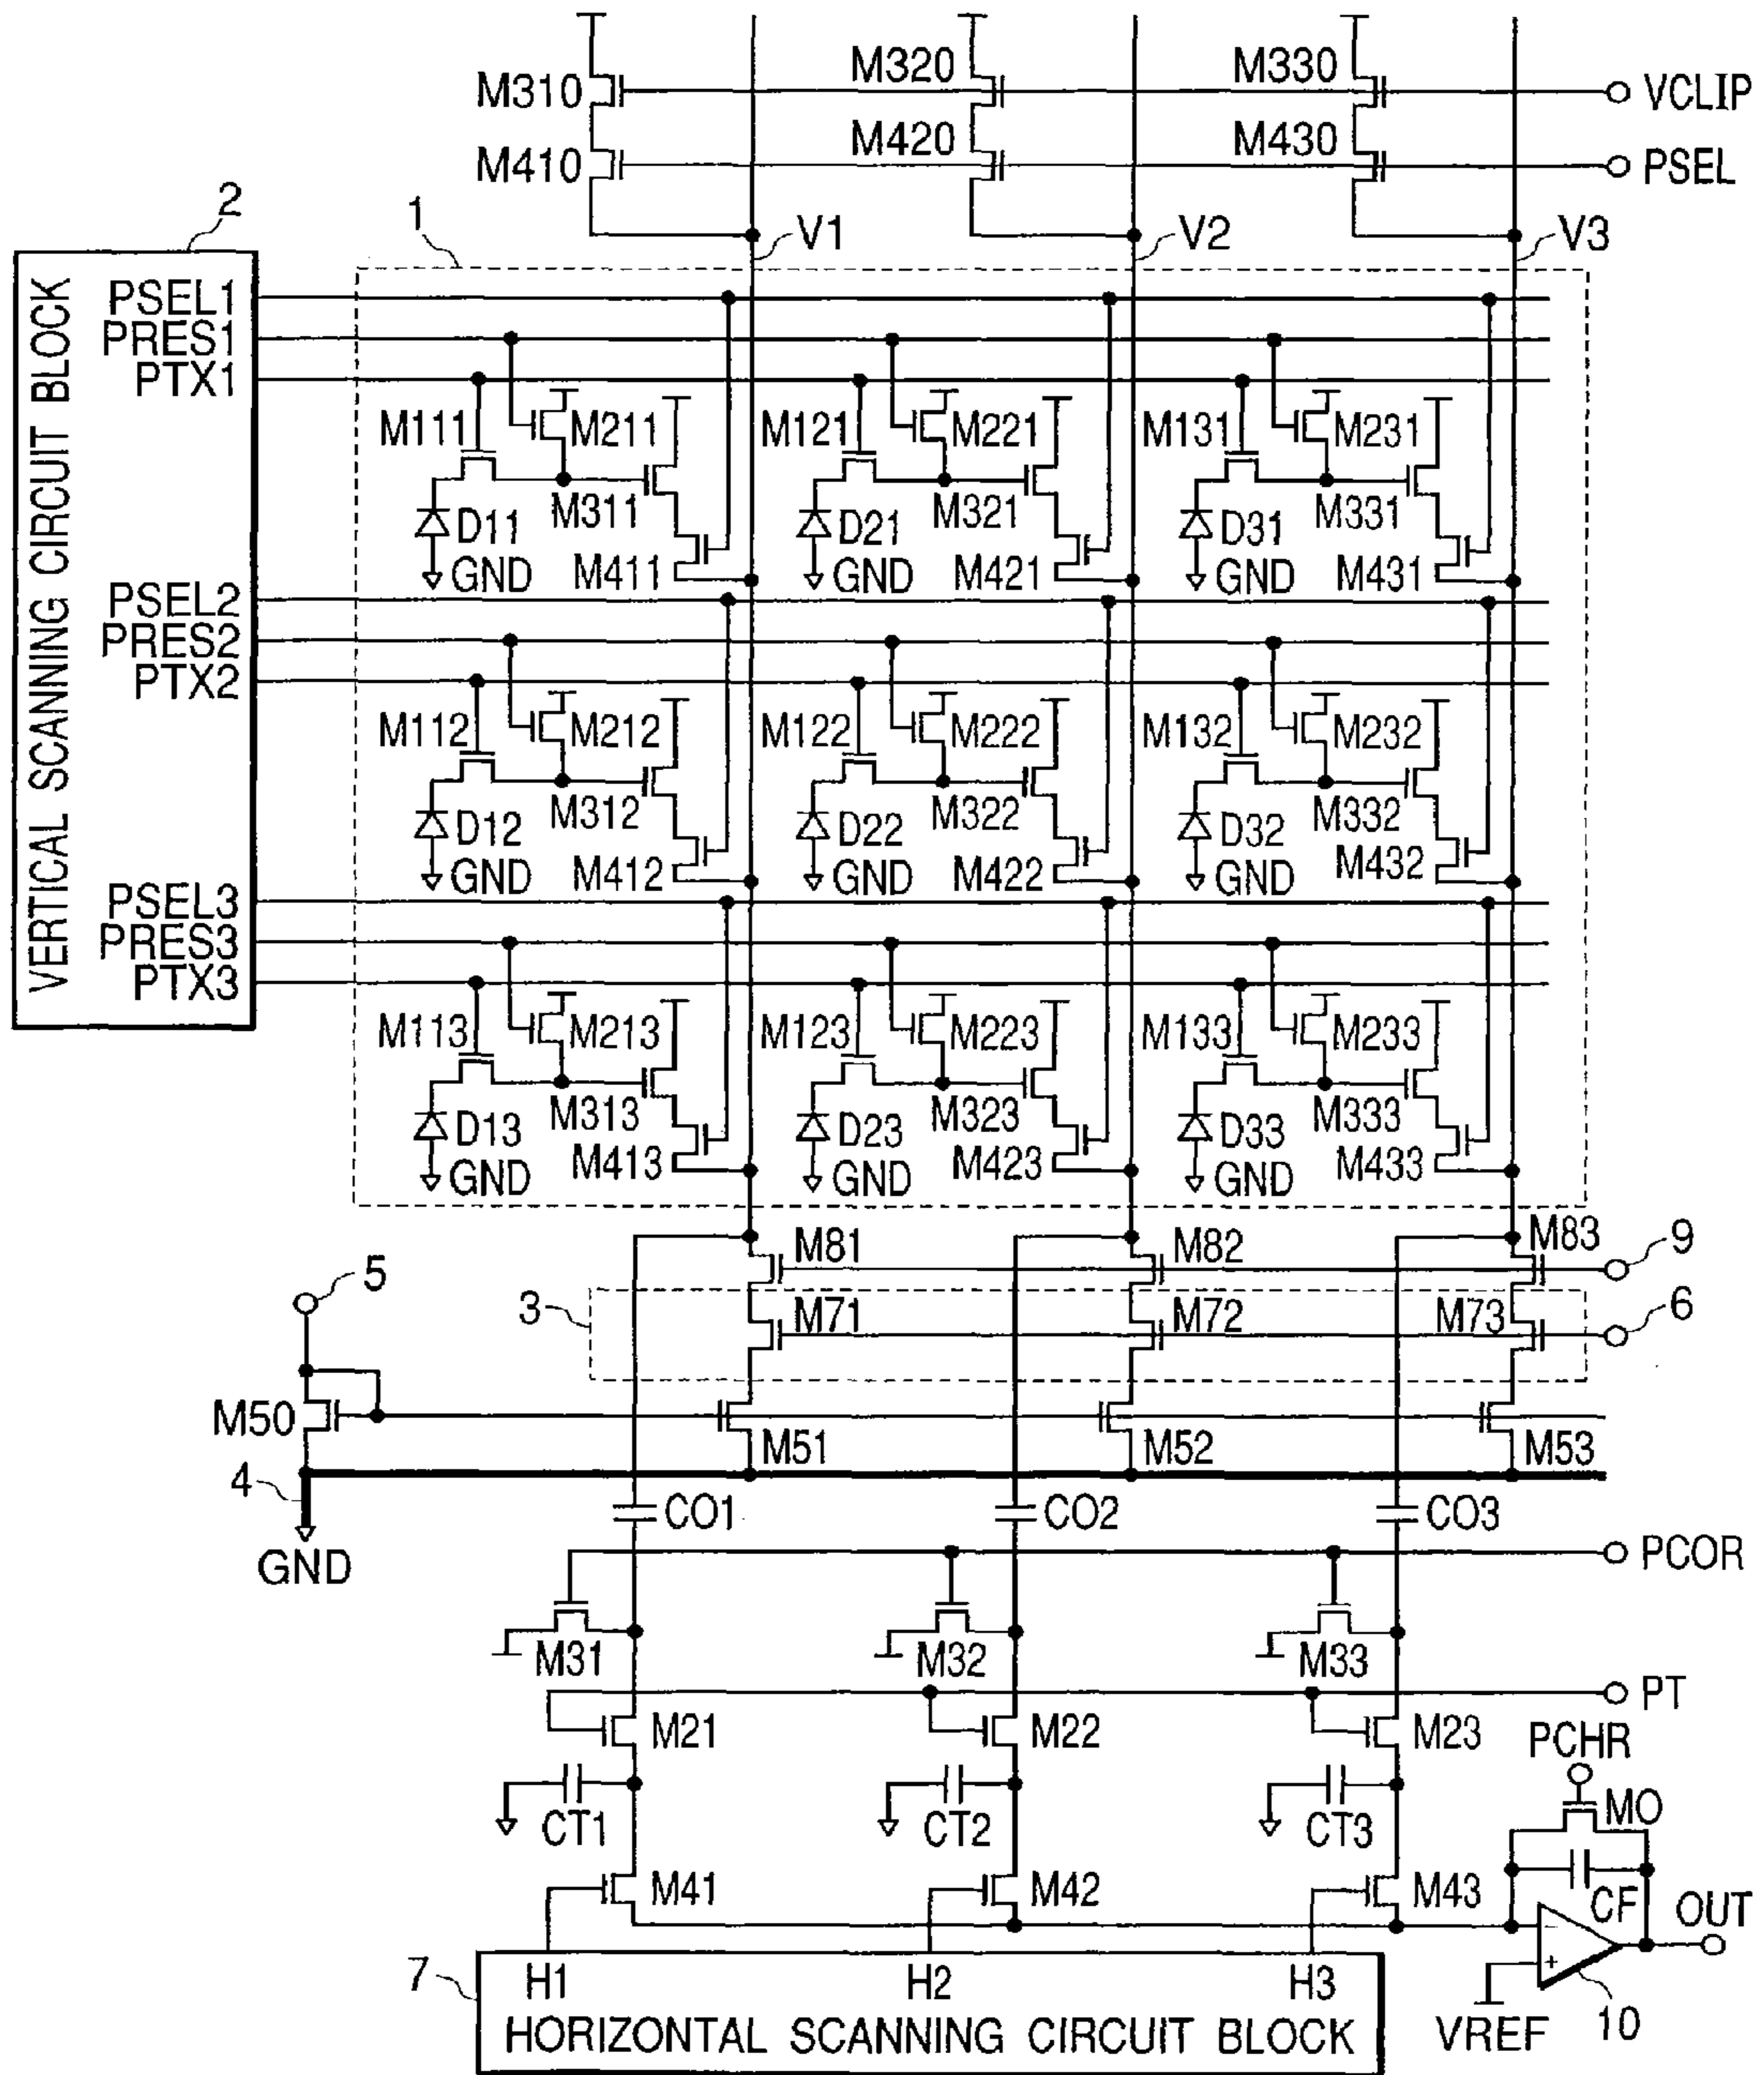 M310 M320 M330 VCLIP
M410 M420 M430 PSEL
2 1 V1 V2 V3
VERTICAL SCANNING CIRCUIT BLOCK
PSEL1
PRES1
PTX1
M111 M211 M121 M221 M131 M231
M311 M321 M331
D11 D21 D31
GND M411 GND M421 GND M431
PSEL2
PRES2
PTX2
M112 M212 M122 M222 M132 M232
M312 M322 M332
D12 D22 D32
GND M412 GND M422 GND M432
PSEL3
PRES3
PTX3
M113 M213 M123 M223 M133 M233
M313 M323 M333
D13 D23 D33
GND M413 GND M423 GND M433
M81 M82 M83 9
5 3 M71 M72 M73 6
M50 M51 M52 M53
4
GND
CO1 CO2 CO3
PCOR
M31 M32 M33
PT
M21 M22 M23 PCHR
CT1 CT2 CT3 MO
M41 M42 M43 CF OUT
− +
7 H1 H2 H3
HORIZONTAL SCANNING CIRCUIT BLOCK
VREF 10